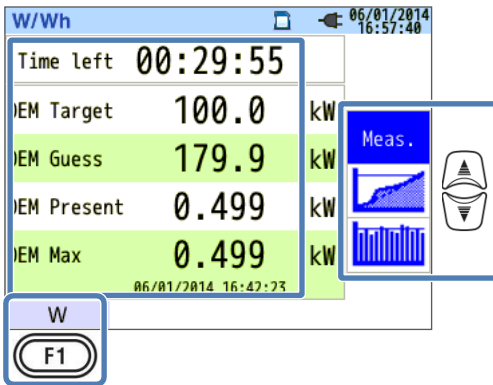 W/Wh 06/01/2014
16:57:40
Time left 00:29:55
DEM Target 100.0 kW
DEM Guess 179.9 kW
DEM Present 0.499 kW
DEM Max 0.499 kW
06/01/2014 16:42:23
Meas.
W
F1